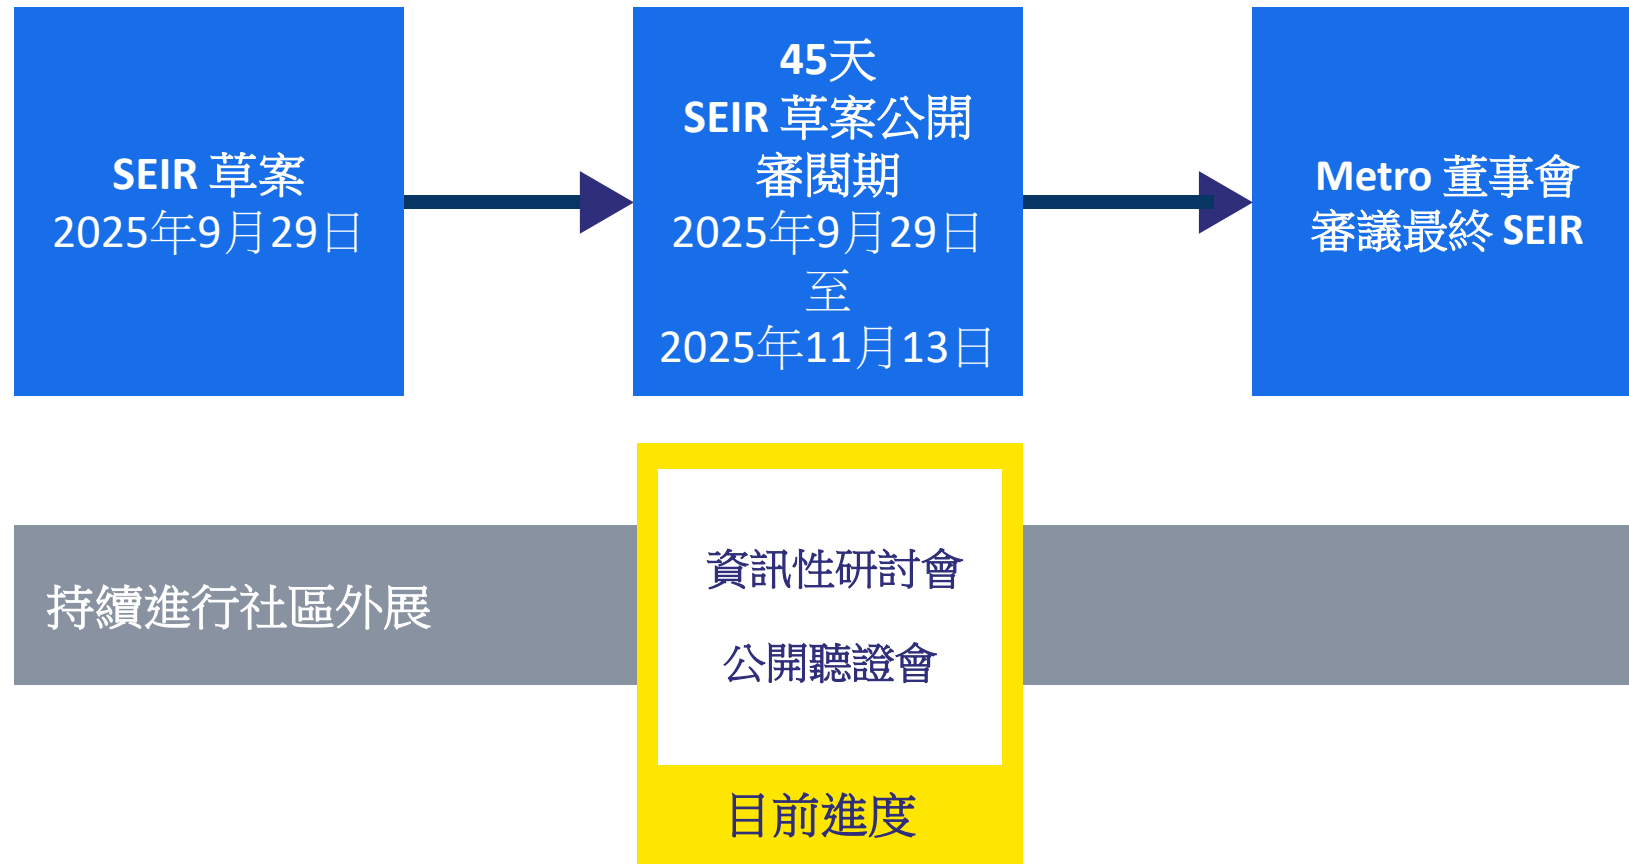 SEIR 草案
2025年9月29日
45天
SEIR 草案公開
審閱期
2025年9月29日
至
2025年11月13日
Metro 董事會
審議最終 SEIR
持續進行社區外展
資訊性研討會
公開聽證會
目前進度